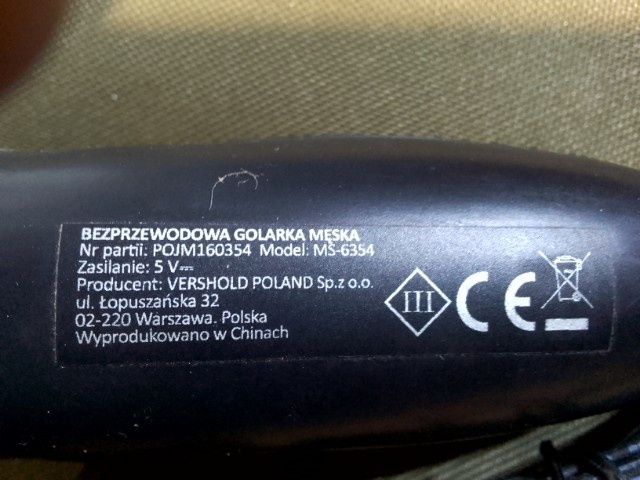 BEZPRZEWODOWA GOLARKA MĘSKA
Nr partii: POJM160354 Model: MS-6354
Zasilanie: 5 V⎓
Producent: VERSHOLD POLAND Sp.z o.o.
ul. Łopuszańska 32
02-220 Warszawa. Polska
Wyprodukowano w Chinach
III CE